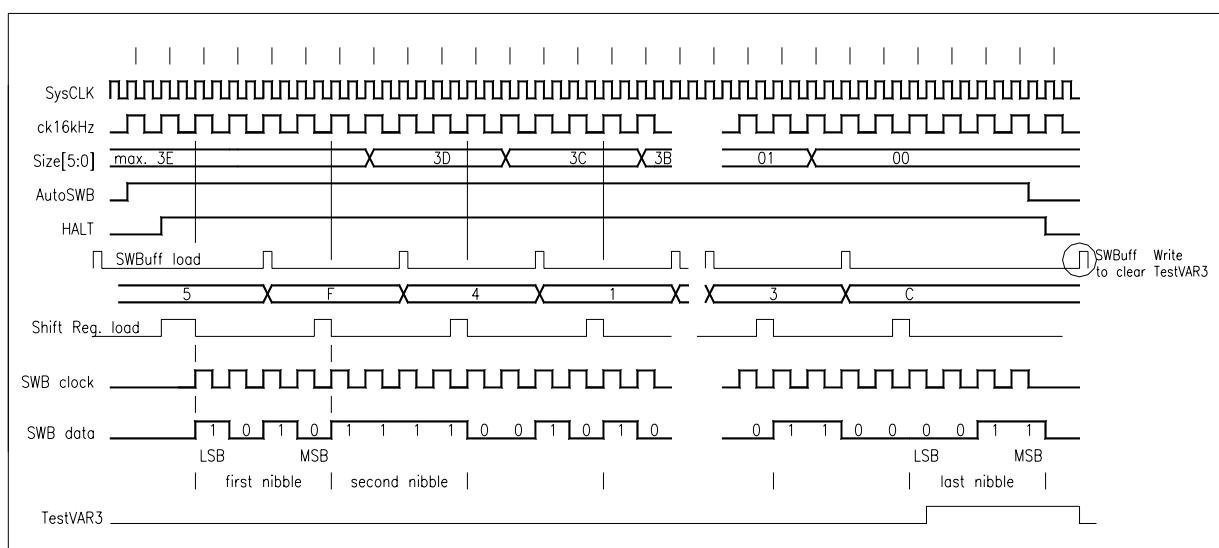 SysCLK
ck16kHz
Size[5:0] max. 3E 3D 3C 3B 01 00
AutoSWB
HALT
SWBuff load SWBuff Write
to clear TestVAR3
5 F 4 1 3 C
Shift Reg. load
SWB clock
SWB data 1 0 1 0 1 1 1 1 0 0 1 0 1 0 0 1 1 0 0 0 0 1 1
LSB MSB LSB MSB
first nibble second nibble last nibble
TestVAR3